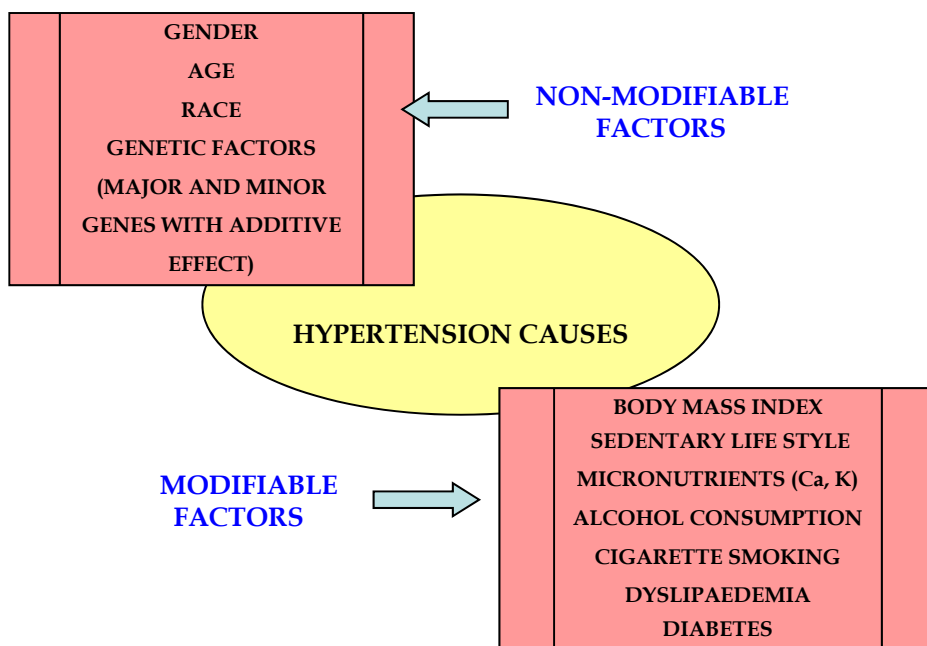 GENDER
AGE
RACE
GENETIC FACTORS
(MAJOR AND MINOR
GENES WITH ADDITIVE
EFFECT)
NON-MODIFIABLE
FACTORS
HYPERTENSION CAUSES
MODIFIABLE
FACTORS
BODY MASS INDEX
SEDENTARY LIFE STYLE
MICRONUTRIENTS (Ca, K)
ALCOHOL CONSUMPTION
CIGARETTE SMOKING
DYSLIPAEDEMIA
DIABETES